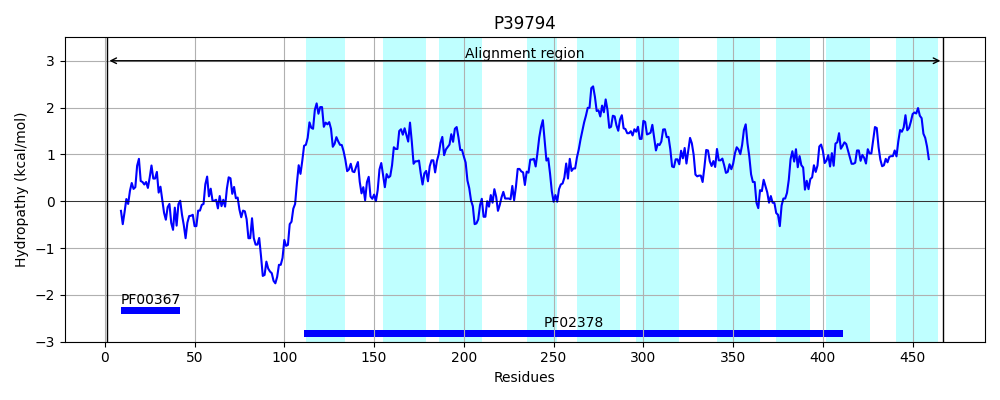 P39794
Alignment region
3
2
1
0
−1
−2
−3
Hydropathy (kcal/mol)
PF00367
PF02378
0
50
100
150
200
250
300
350
400
450
Residues